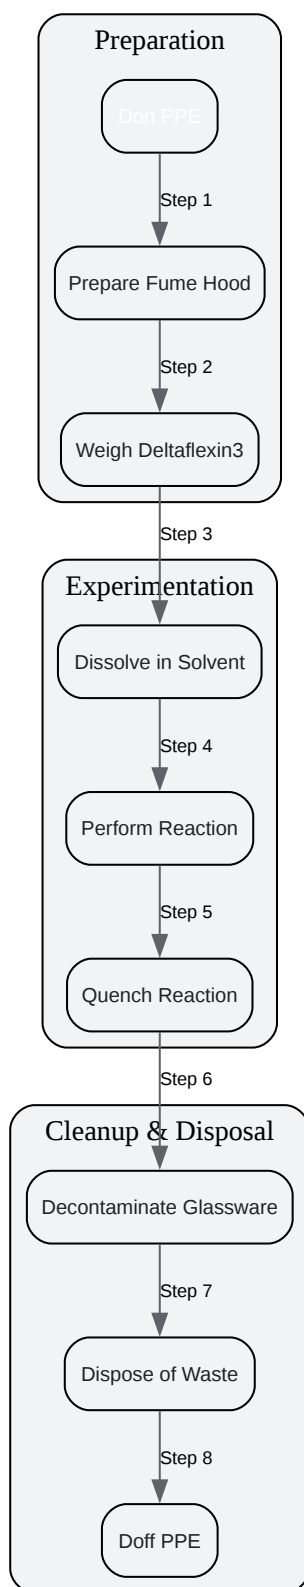 Preparation
Don PPE
Step 1
Prepare Fume Hood
Step 2
Weigh Deltaflexin3
Step 3
Experimentation
Dissolve in Solvent
Step 4
Perform Reaction
Step 5
Quench Reaction
Step 6
Cleanup & Disposal
Decontaminate Glassware
Step 7
Dispose of Waste
Step 8
Doff PPE